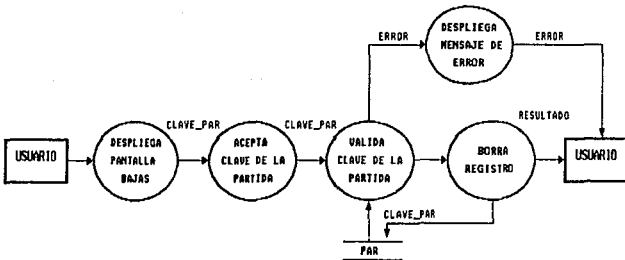 DESPLIEGA
MENSAJE DE
ERROR
ERROR
ERROR
RESULTADO
CLAVE_PAR
CLAVE_PAR
USUARIO
DESPLIEGA
PANTALLA
BAJAS
ACEPTA
CLAVE DE LA
PARTIDA
VALIDA
CLAVE DE LA
PARTIDA
BORRA
REGISTRO
USUARIO
CLAVE_PAR
PAR